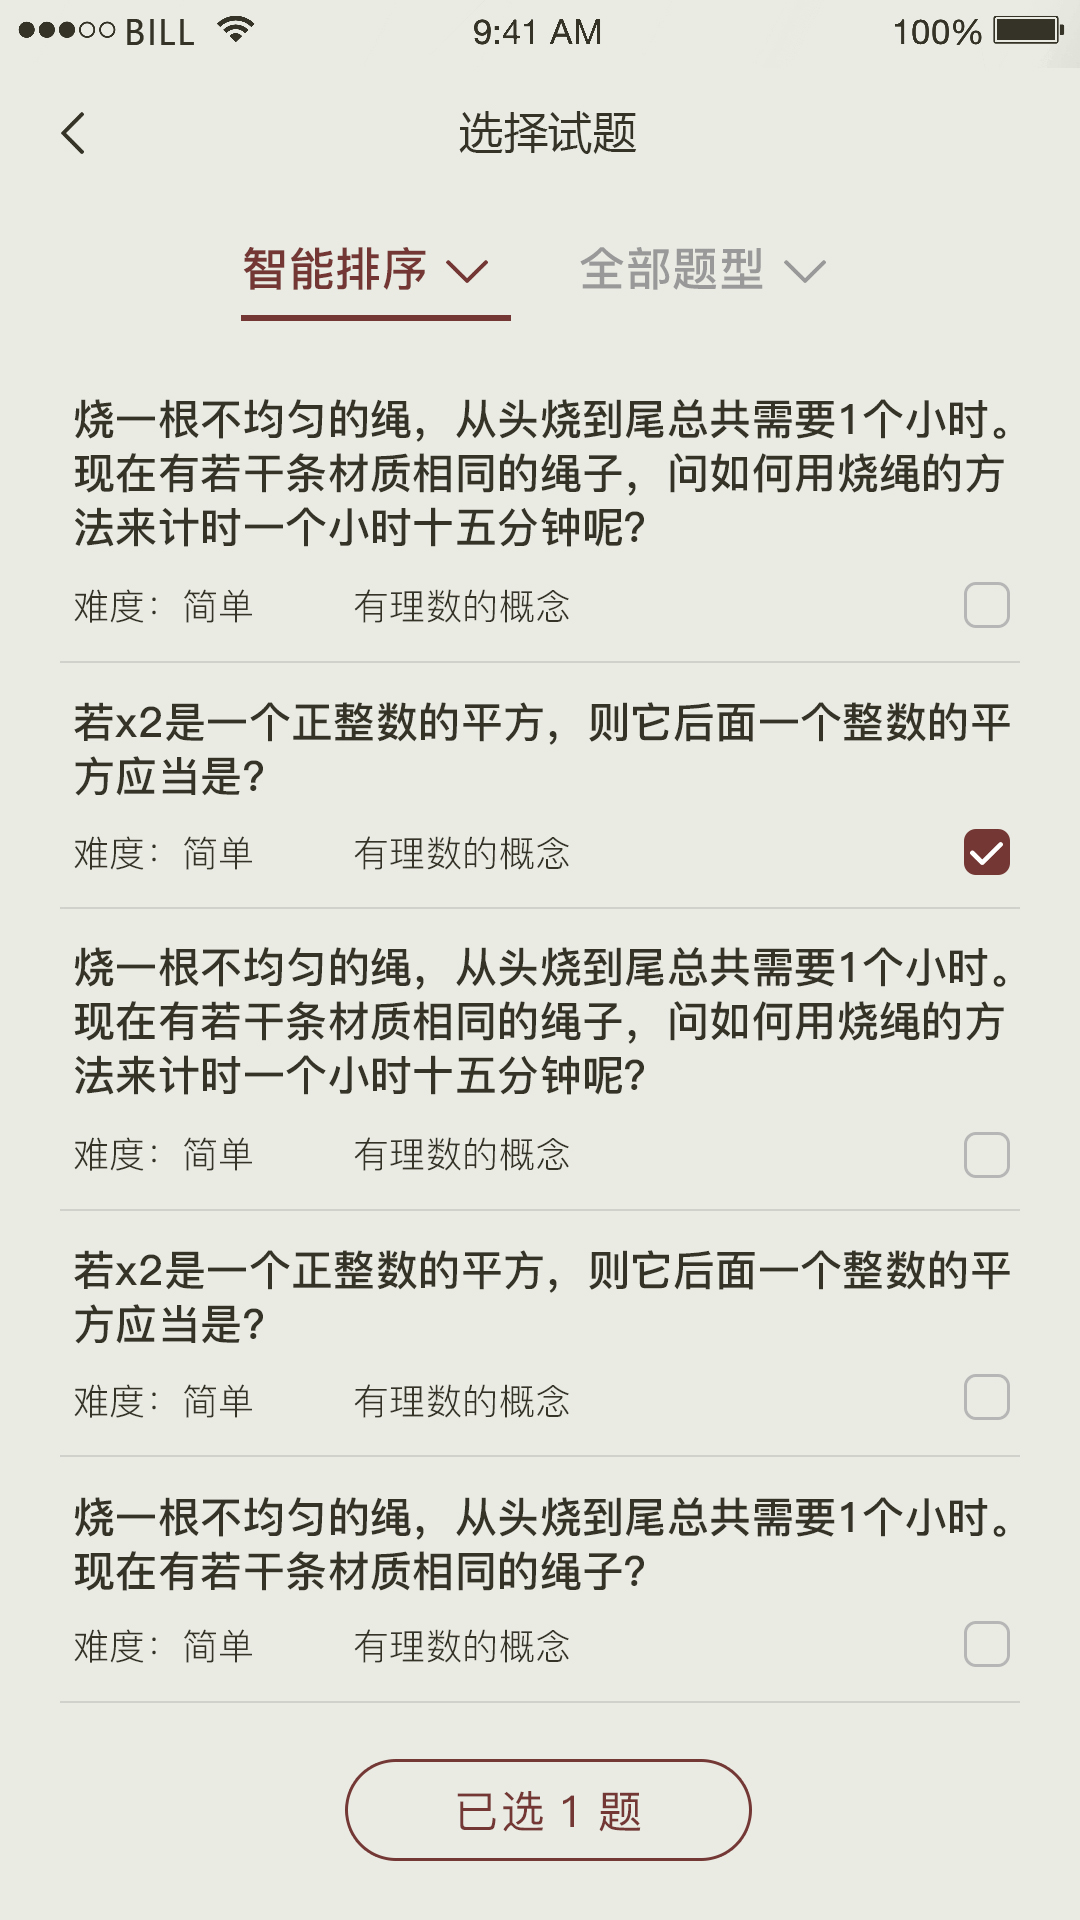 BILL 9:41 AM 100%
选择试题
智能排序 全部题型
烧一根不均匀的绳，从头烧到尾总共需要1个小时。
现在有若干条材质相同的绳子，问如何用烧绳的方
法来计时一个小时十五分钟呢?
难度：简单 有理数的概念
若x2是一个正整数的平方，则它后面一个整数的平
方应当是?
难度：简单 有理数的概念
烧一根不均匀的绳，从头烧到尾总共需要1个小时。
现在有若干条材质相同的绳子，问如何用烧绳的方
法来计时一个小时十五分钟呢?
难度：简单 有理数的概念
若x2是一个正整数的平方，则它后面一个整数的平
方应当是?
难度：简单 有理数的概念
烧一根不均匀的绳，从头烧到尾总共需要1个小时。
现在有若干条材质相同的绳子?
难度：简单 有理数的概念
已选 1 题